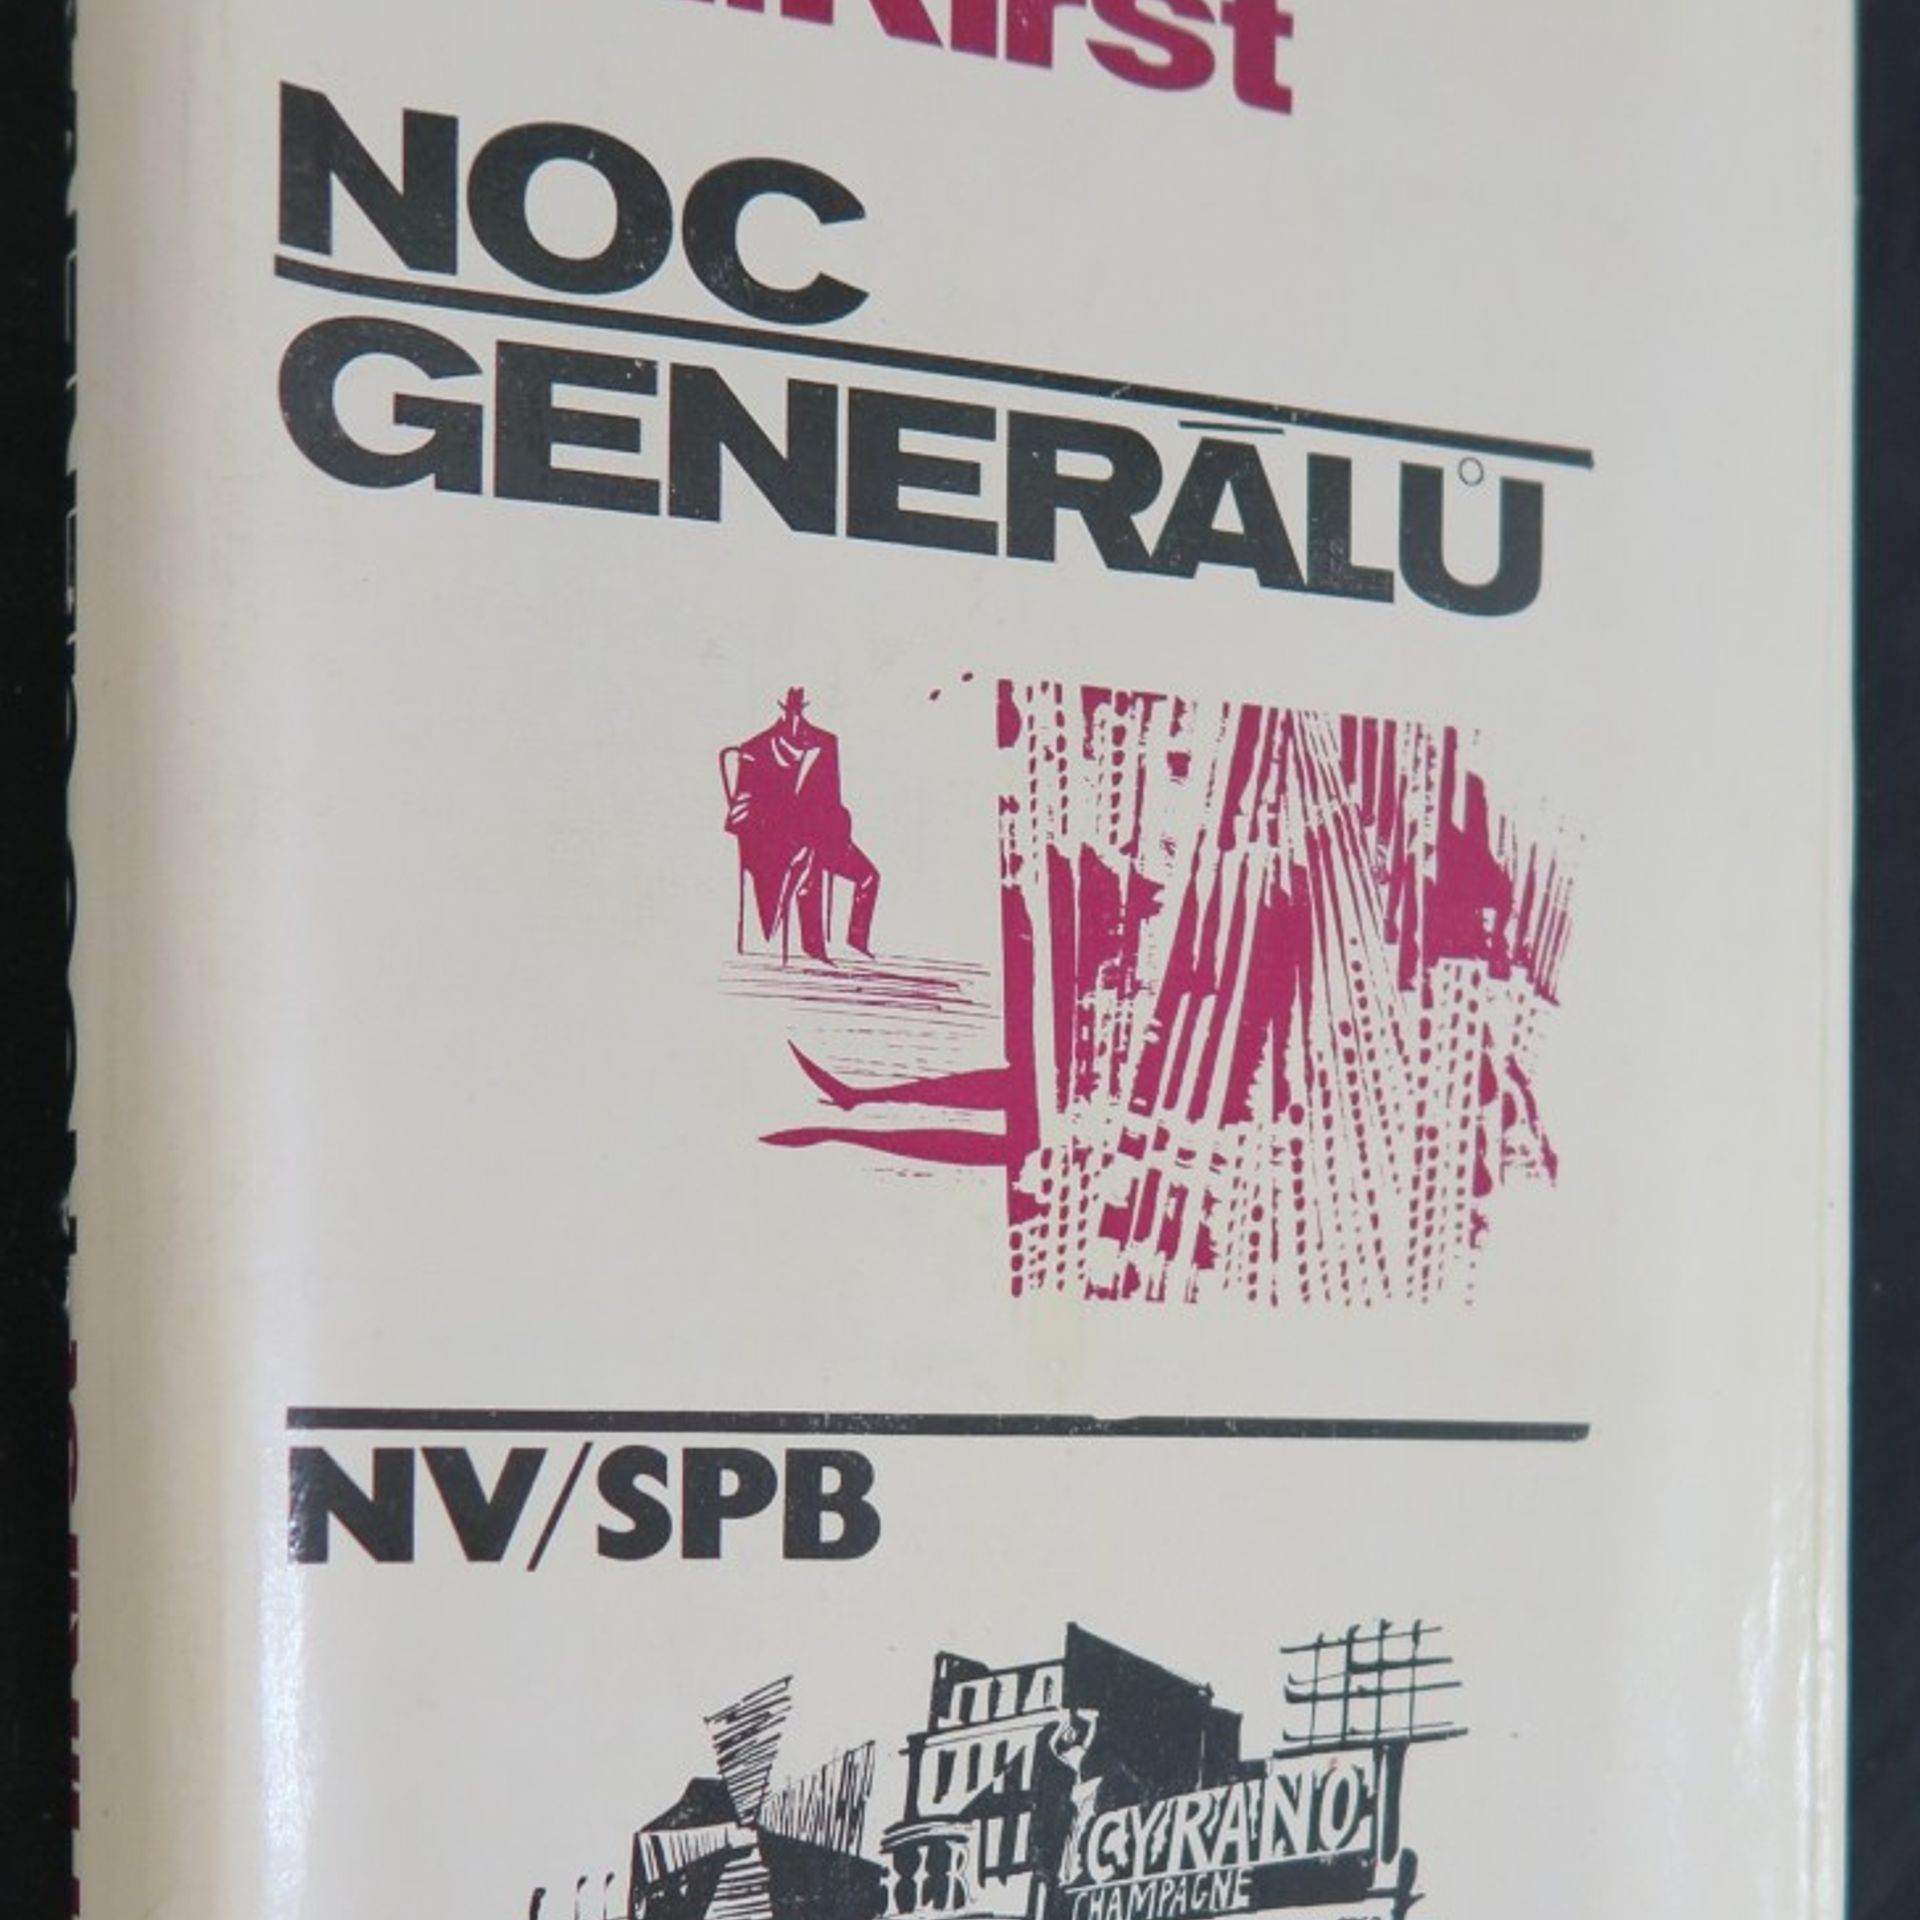 Kirst
NOC
GENERÁLŮ
NV/SPB
CYRANO
CHAMPAGNE